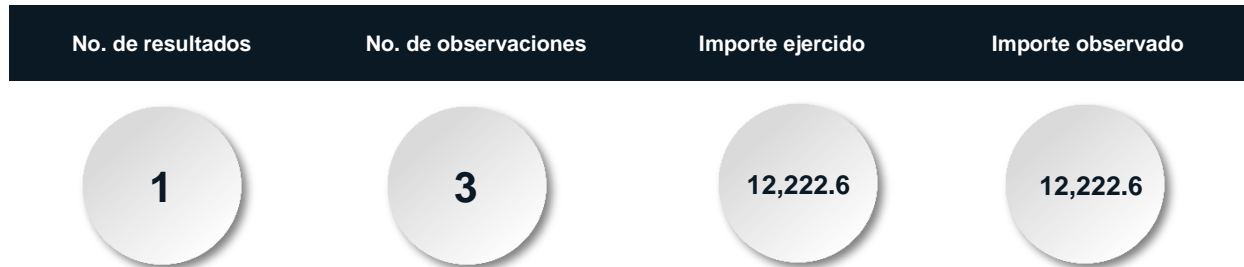 No. de resultados No. de observaciones Importe ejercido Importe observado
1 3 12,222.6 12,222.6